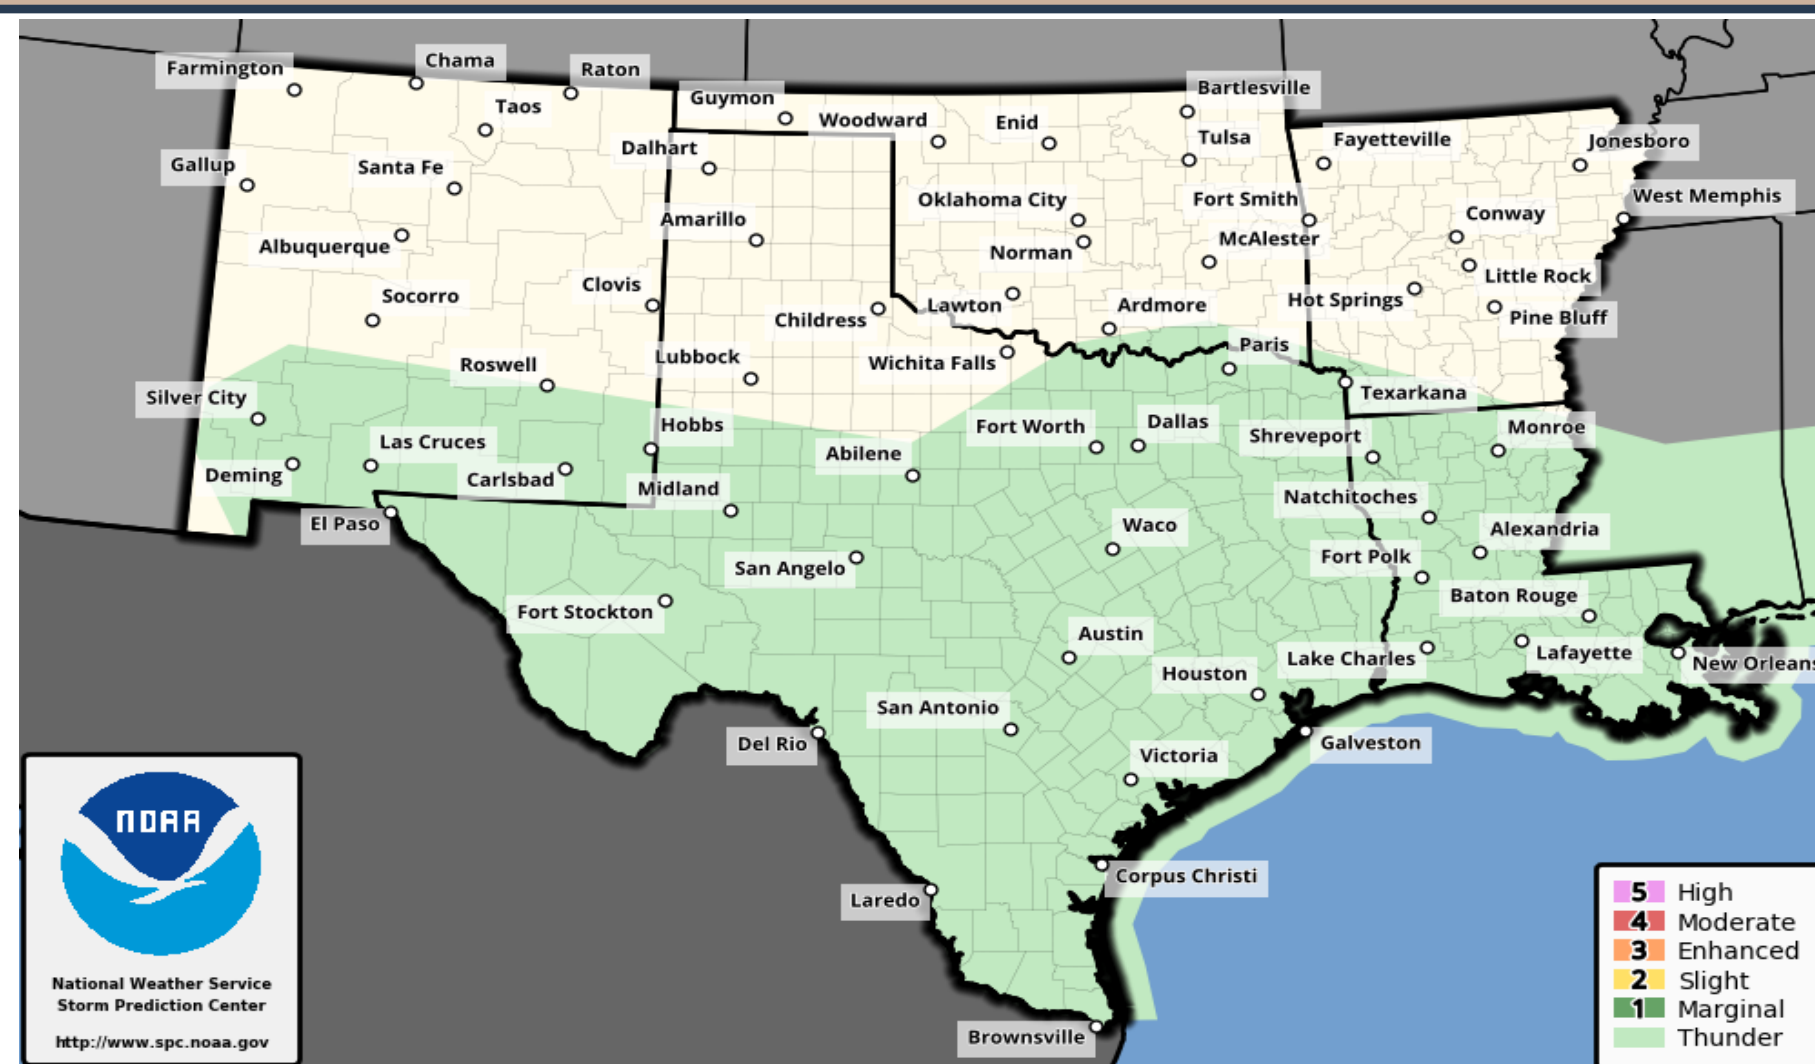 Farmington
Chama
Raton
Taos
Guymon
Bartlesville
Woodward
Enid
Tulsa
Fayetteville
Jonesboro
Gallup
Santa Fe
Dalhart
Oklahoma City
Fort Smith
West Memphis
Conway
Albuquerque
Amarillo
Norman
McAlester
Little Rock
Socorro
Clovis
Childress
Lawton
Ardmore
Hot Springs
Pine Bluff
Roswell
Lubbock
Wichita Falls
Paris
Texarkana
Silver City
Las Cruces
Hobbs
Fort Worth
Dallas
Shreveport
Monroe
Deming
Carlsbad
Midland
Abilene
Natchitoches
El Paso
Waco
Alexandria
San Angelo
Fort Polk
Fort Stockton
Baton Rouge
Austin
Lake Charles
Lafayette
New Orleans
Houston
San Antonio
Del Rio
Victoria
Galveston
Laredo
Corpus Christi
Brownsville
NOAA
National Weather Service
Storm Prediction Center
http://www.spc.noaa.gov
5 High
4 Moderate
3 Enhanced
2 Slight
1 Marginal
Thunder